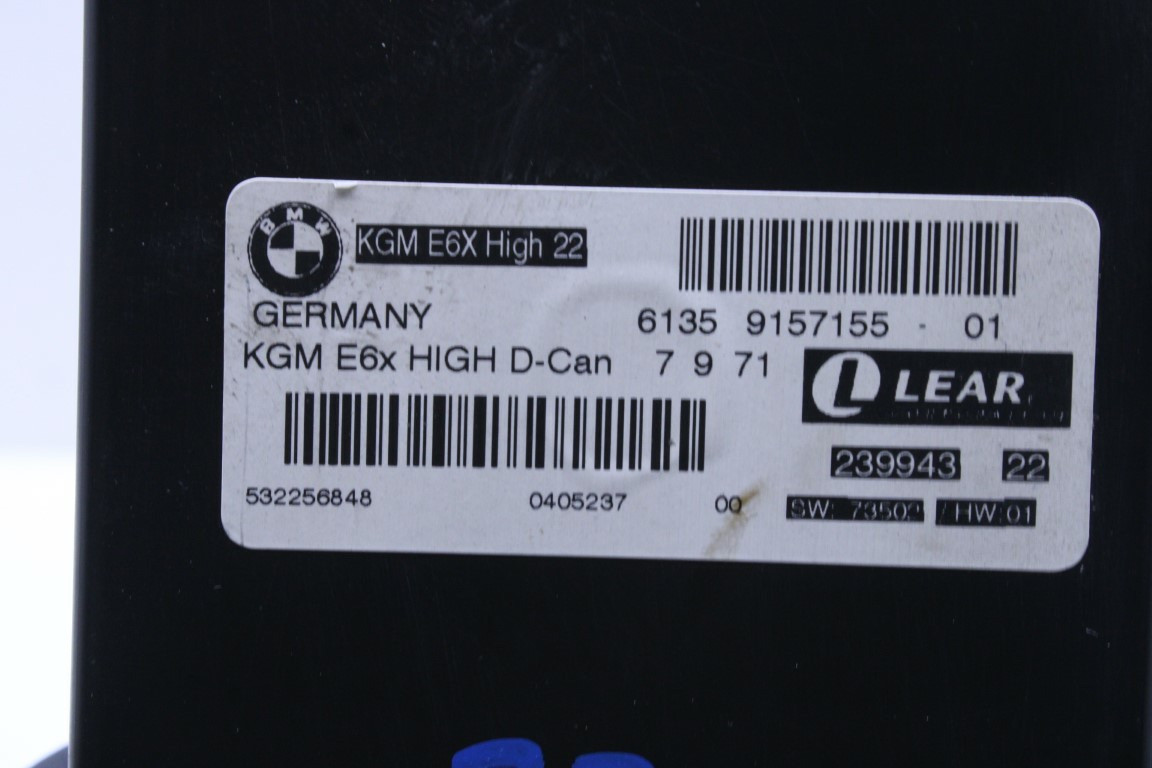 BMW KGM E6X High 22
GERMANY 6135 9157155 - 01
KGM E6x HIGH D-Can 7 9 71
LEAR
239943 22
532256848 0405237 00 SW: HW:01